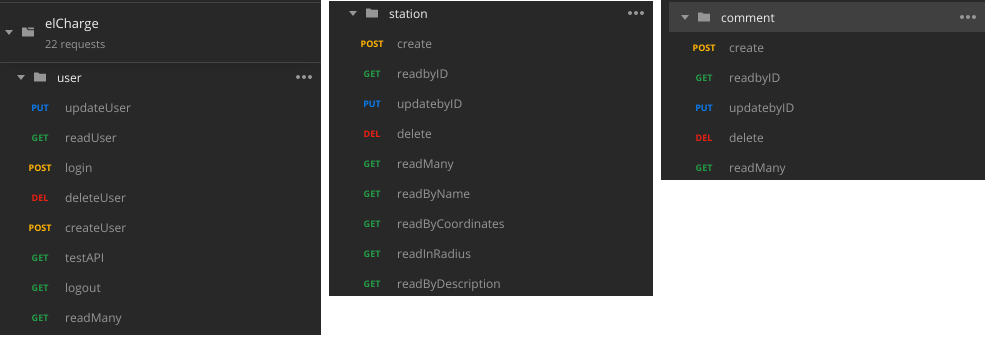 elCharge
22 requests
user
PUT updateUser
GET readUser
POST login
DEL deleteUser
POST createUser
GET testAPI
GET logout
GET readMany
station
POST create
GET readbyID
PUT updatebyID
DEL delete
GET readMany
GET readByName
GET readByCoordinates
GET readInRadius
GET readByDescription
comment
POST create
GET readbyID
PUT updatebyID
DEL delete
GET readMany